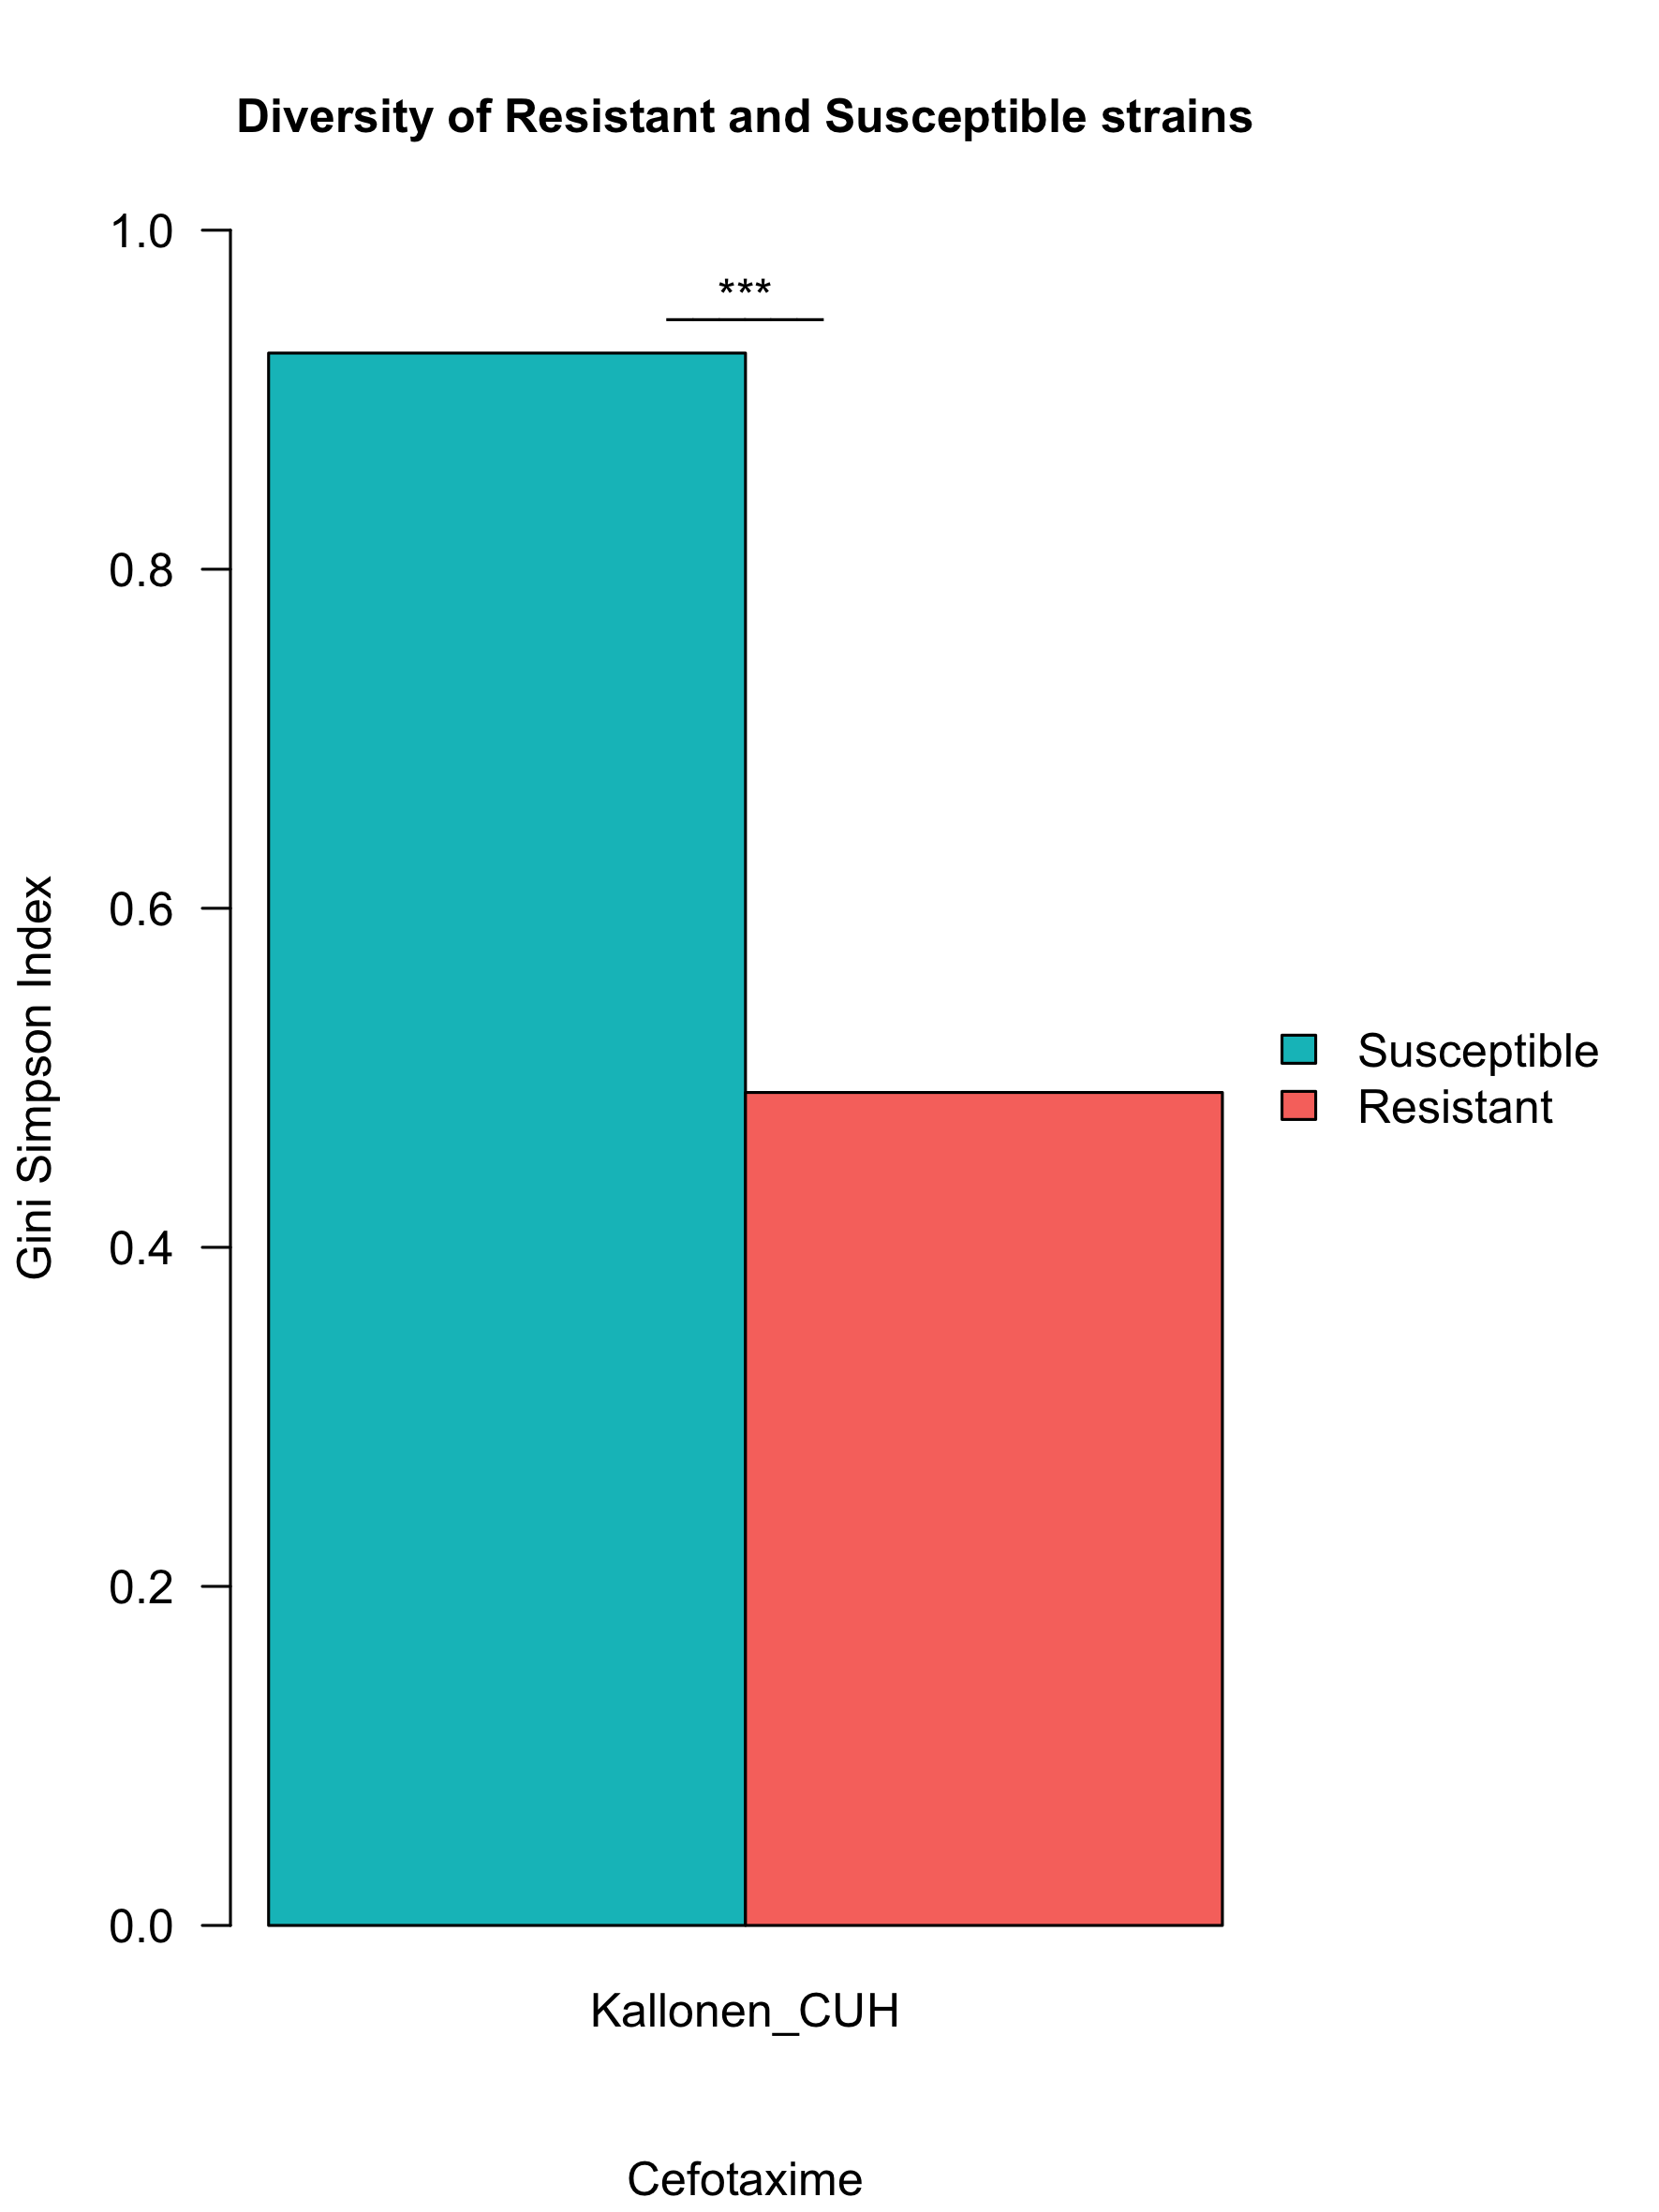 Diversity of Resistant and Susceptible strains
1.0
***
0.8
0.6
0.4
0.2
0.0
Gini Simpson Index
Susceptible
Resistant
Kallonen_CUH
Cefotaxime